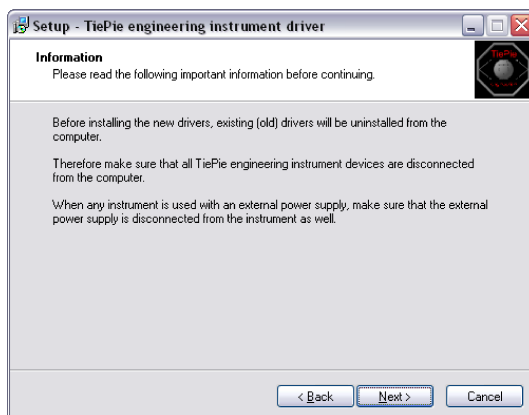 Setup - TiePie engineering instrument driver
Information
Please read the following important information before continuing.
TiePie
Before installing the new drivers, existing (old) drivers will be uninstalled from the
computer.
Therefore make sure that all TiePie engineering instrument devices are disconnected
from the computer.
When any instrument is used with an external power supply, make sure that the external
power supply is disconnected from the instrument as well.
< Back
Next >
Cancel